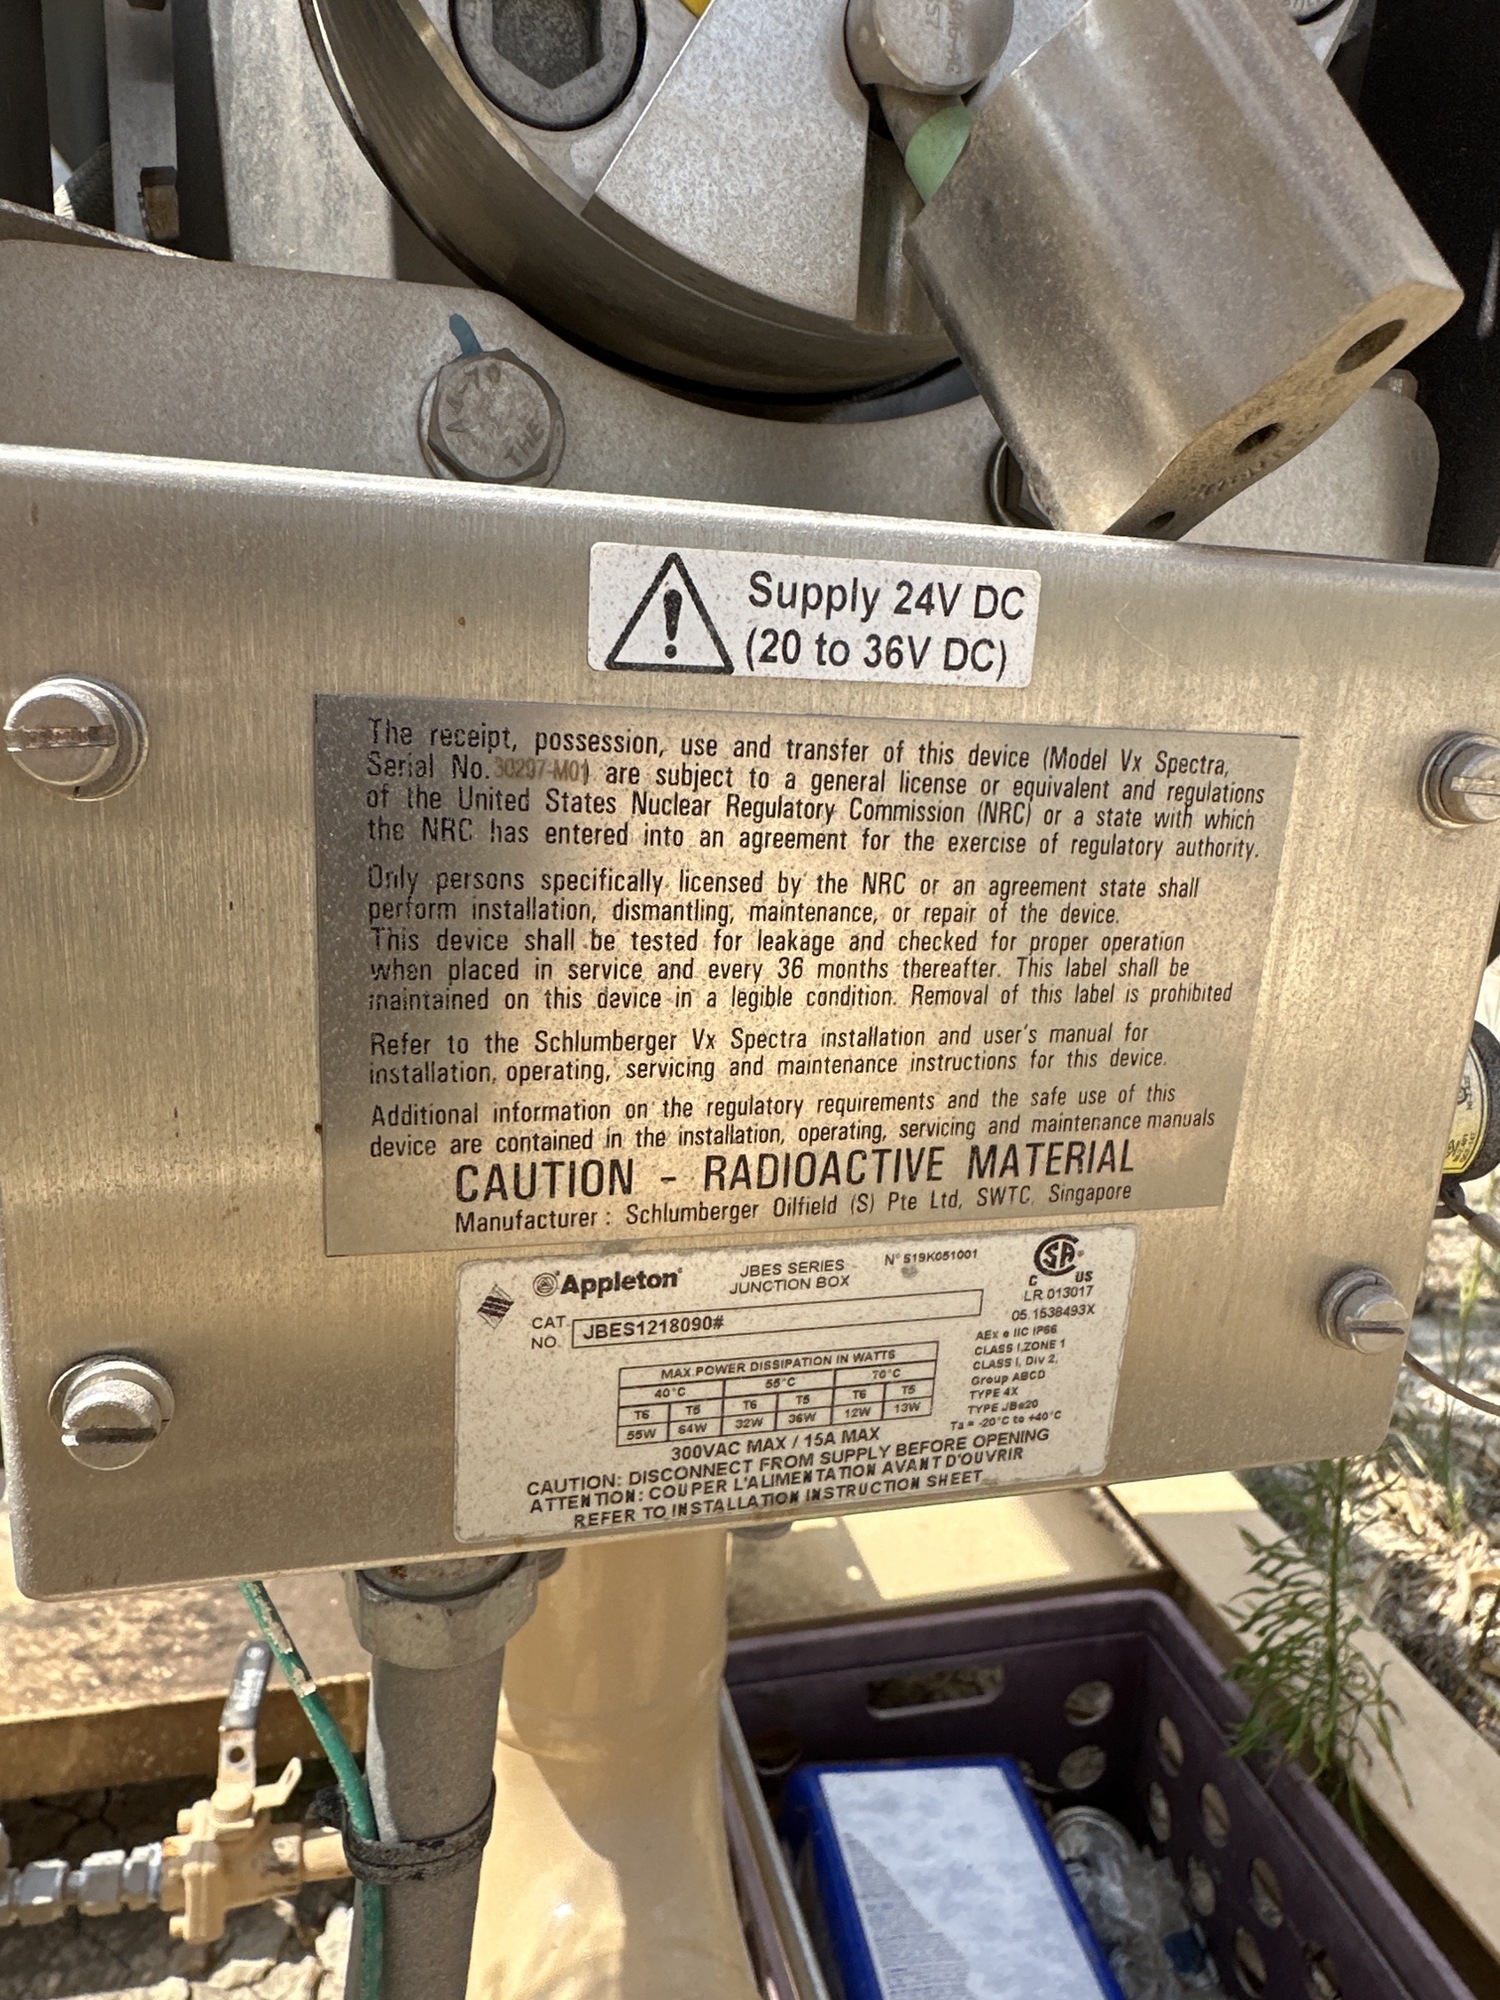 THE
Supply 24V DC
(20 to 36V DC)
The receipt, possession, use and transfer of this device (Model Vx Spectra,
Serial No. 30297-M01) are subject to a general license or equivalent and regulations
of the United States Nuclear Regulatory Commission (NRC) or a state with which
the NRC has entered into an agreement for the exercise of regulatory authority.
Only persons specifically licensed by the NRC or an agreement state shall
perform installation, dismantling, maintenance, or repair of the device.
This device shall be tested for leakage and checked for proper operation
when placed in service and every 36 months thereafter. This label shall be
maintained on this device in a legible condition. Removal of this label is prohibited
Refer to the Schlumberger Vx Spectra installation and user's manual for
installation, operating, servicing and maintenance instructions for this device.
Additional information on the regulatory requirements and the safe use of this
device are contained in the installation, operating, servicing and maintenance manuals
CAUTION - RADIOACTIVE MATERIAL
Manufacturer : Schlumberger Oilfield (S) Pte Ltd, SWTC, Singapore
Appleton
JBES SERIES
JUNCTION BOX
N° S19K051001
SA
C US
LR 013017
05.1538493X
CAT.
NO. JBES1218090#
AEx e IIC IP66
CLASS I, ZONE 1
CLASS I, Div 2,
Group ABCD
TYPE 4X
TYPE JBe20
Ta = -20°C to +40°C
MAX.POWER DISSIPATION IN WATTS
40°C 55°C 70°C
T6 T5 T6 T5 T6 T5
55W 64W 32W 36W 12W 13W
300VAC MAX / 15A MAX
CAUTION: DISCONNECT FROM SUPPLY BEFORE OPENING
ATTENTION: COUPER L'ALIMENTATION AVANT D'OUVRIR
REFER TO INSTALLATION INSTRUCTION SHEET